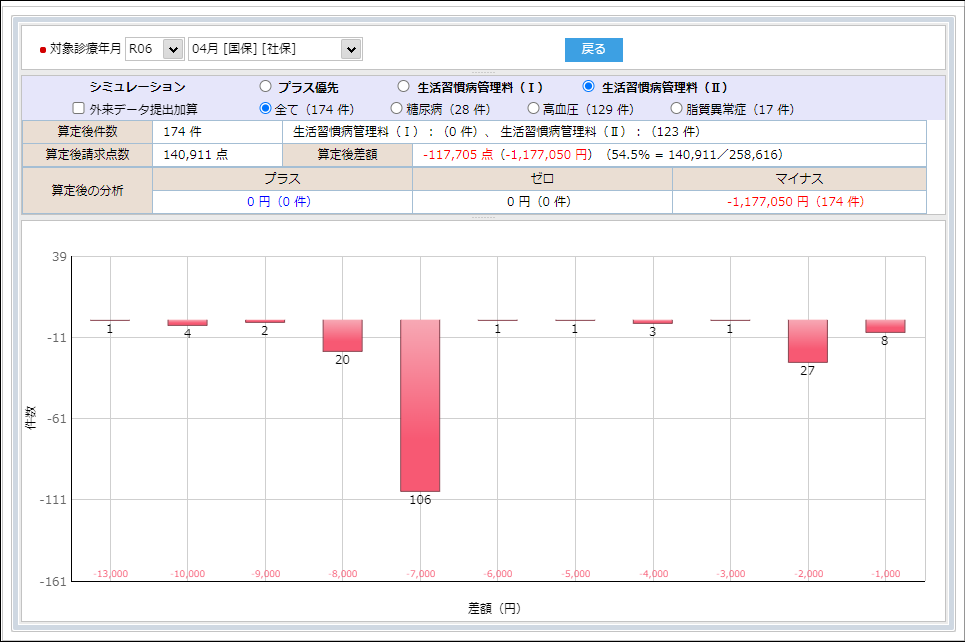 対象診療年月 R06 04月 [国保] [社保] 戻る
シミュレーション プラス優先 生活習慣病管理料（Ⅰ） 生活習慣病管理料（Ⅱ）
外来データ提出加算 全て（174 件） 糖尿病（28 件） 高血圧（129 件） 脂質異常症（17 件）
算定後件数 174 件 生活習慣病管理料（Ⅰ）：（0 件）、生活習慣病管理料（Ⅱ）：（123 件）
算定後請求点数 140,911 点 算定後差額 -117,705 点（-1,177,050 円）（54.5% = 140,911／258,616）
算定後の分析 プラス ゼロ マイナス
0 円（0 件） 0 円（0 件） -1,177,050 円（174 件）
39
-11
-61
-111
-161
件数
1 4 2 20 106 1 1 3 1 27 8
-13,000 -10,000 -9,000 -8,000 -7,000 -6,000 -5,000 -4,000 -3,000 -2,000 -1,000
差額（円）